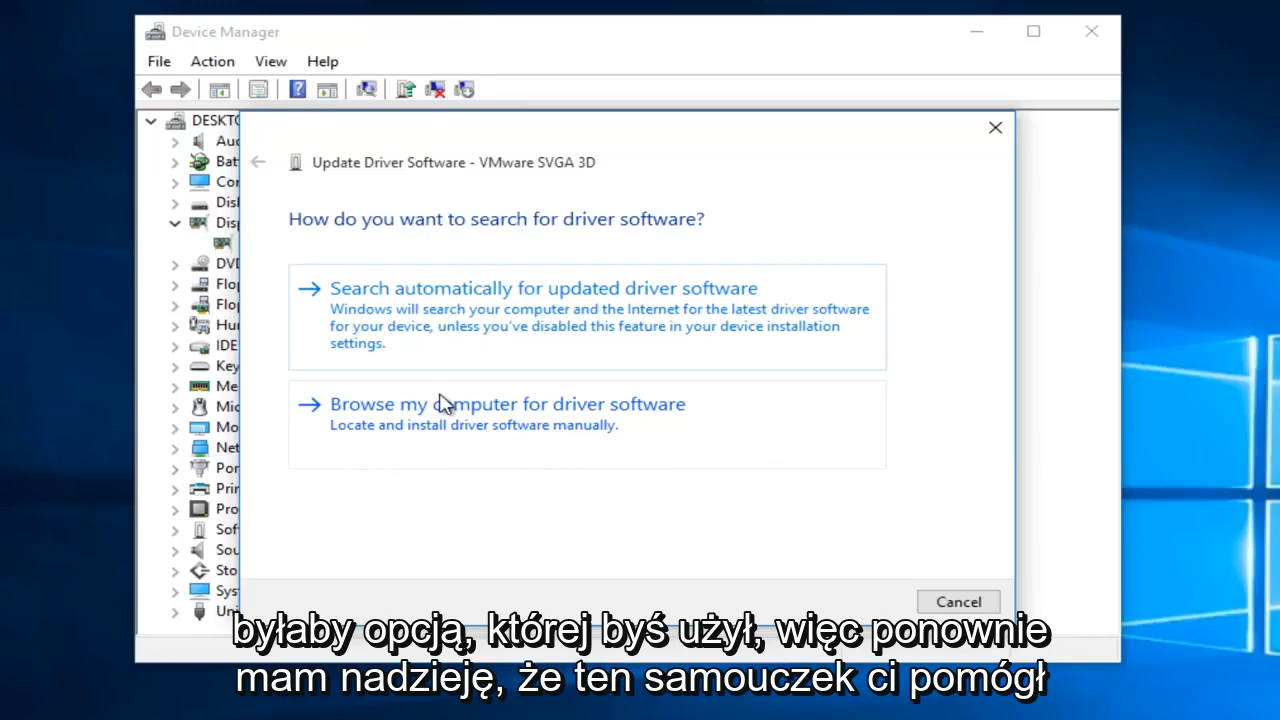 Device Manager
File Action View Help
DESKTO
Aud
Bat
Cor
Disl
Disp
DVD
Flop
Flop
Hun
IDE
Key
Me
Mic
Mo
Net
Por
Prin
Pro
Sof
Sou
Sto
Sys
Uni
Update Driver Software - VMware SVGA 3D
How do you want to search for driver software?
Search automatically for updated driver software
Windows will search your computer and the Internet for the latest driver software
for your device, unless you've disabled this feature in your device installation
settings.
Browse my computer for driver software
Locate and install driver software manually.
Cancel
byłaby opcją, której byś użył, więc ponownie
mam nadzieję, że ten samouczek ci pomógł